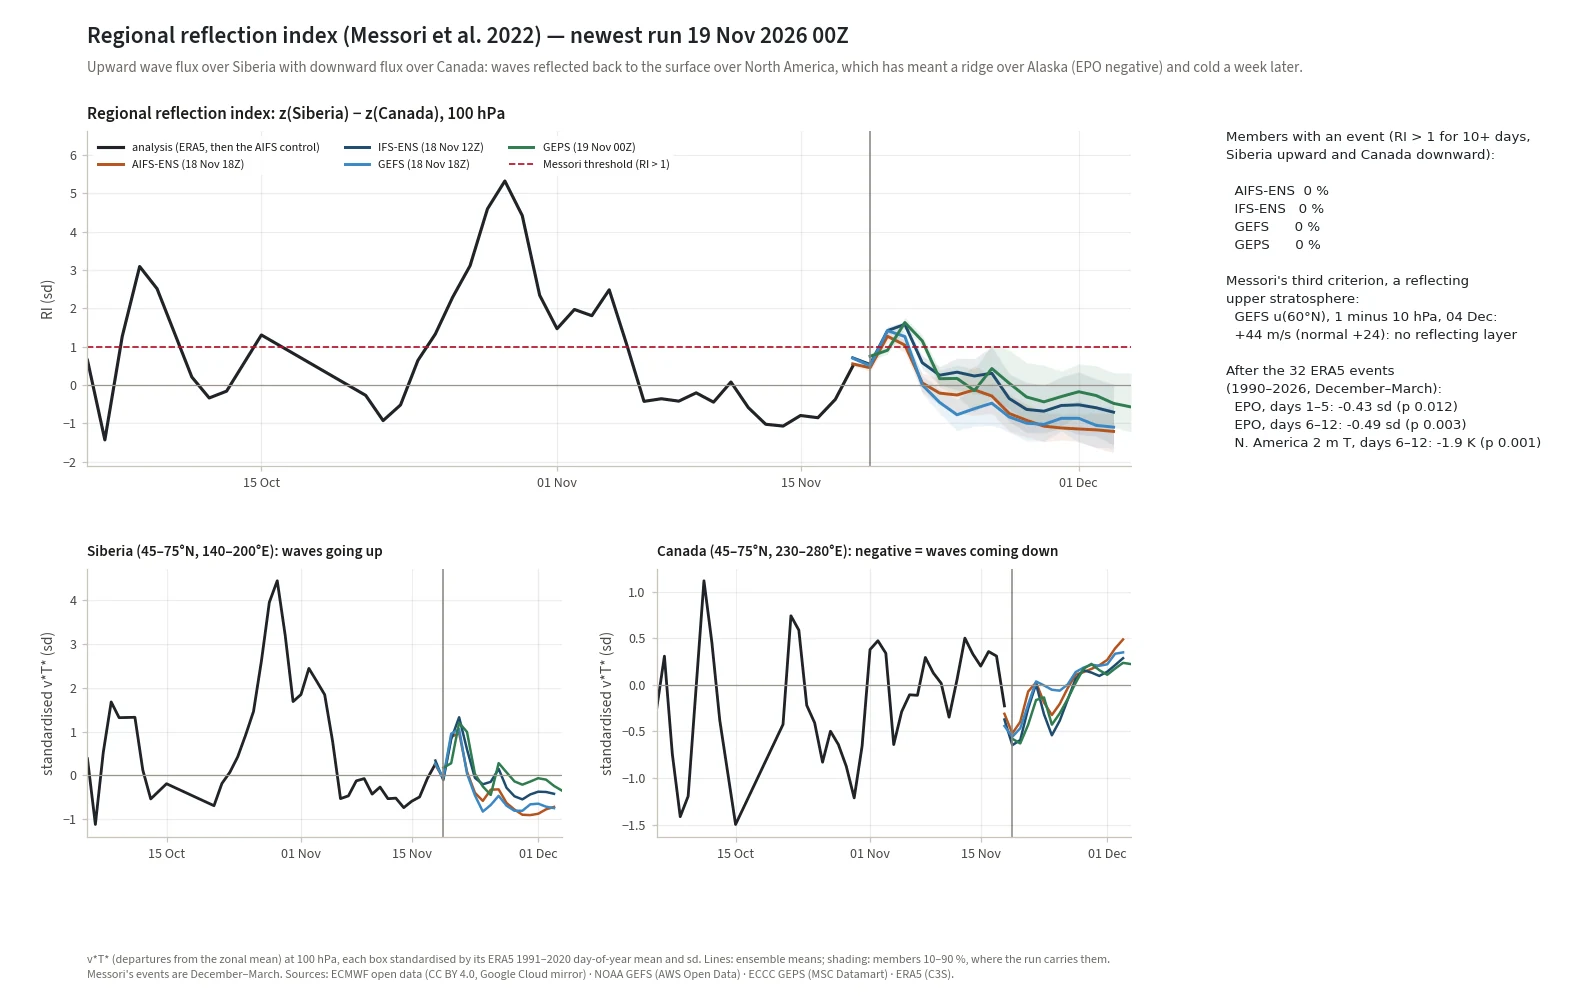 Regional reflection index (Messori et al. 2022) — newest run 19 Nov 2026 00Z
Upward wave flux over Siberia with downward flux over Canada: waves reflected back to the surface over North America, which has meant a ridge over Alaska (EPO negative) and cold a week later.
Regional reflection index: z(Siberia) − z(Canada), 100 hPa
analysis (ERA5, then the AIFS control)
AIFS-ENS (18 Nov 18Z)
IFS-ENS (18 Nov 12Z)
GEFS (18 Nov 18Z)
GEPS (19 Nov 00Z)
Messori threshold (RI > 1)
RI (sd)
6
5
4
3
2
1
0
−1
−2
15 Oct
01 Nov
15 Nov
01 Dec
Members with an event (RI > 1 for 10+ days,
Siberia upward and Canada downward):
AIFS-ENS 0 %
IFS-ENS 0 %
GEFS 0 %
GEPS 0 %
Messori's third criterion, a reflecting
upper stratosphere:
GEFS u(60°N), 1 minus 10 hPa, 04 Dec:
+44 m/s (normal +24): no reflecting layer
After the 32 ERA5 events
(1990–2026, December–March):
EPO, days 1–5: -0.43 sd (p 0.012)
EPO, days 6–12: -0.49 sd (p 0.003)
N. America 2 m T, days 6–12: -1.9 K (p 0.001)
Siberia (45–75°N, 140–200°E): waves going up
standardised v*T* (sd)
4
3
2
1
0
−1
15 Oct
01 Nov
15 Nov
01 Dec
Canada (45–75°N, 230–280°E): negative = waves coming down
standardised v*T* (sd)
1.0
0.5
0.0
−0.5
−1.0
−1.5
15 Oct
01 Nov
15 Nov
01 Dec
v*T* (departures from the zonal mean) at 100 hPa, each box standardised by its ERA5 1991–2020 day-of-year mean and sd. Lines: ensemble means; shading: members 10–90 %, where the run carries them.
Messori's events are December–March. Sources: ECMWF open data (CC BY 4.0, Google Cloud mirror) · NOAA GEFS (AWS Open Data) · ECCC GEPS (MSC Datamart) · ERA5 (C3S).